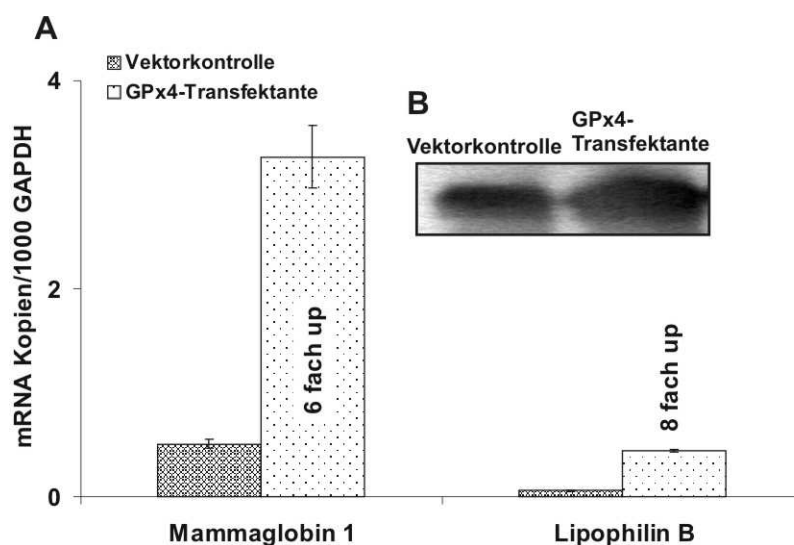 A
Vektorkontrolle
GPx4-Transfektante
4
2
0
mRNA Kopien/1000 GAPDH
6 fach up
8 fach up
Mammaglobin 1
Lipophilin B
B
GPx4-
Vektorkontrolle Transfektante